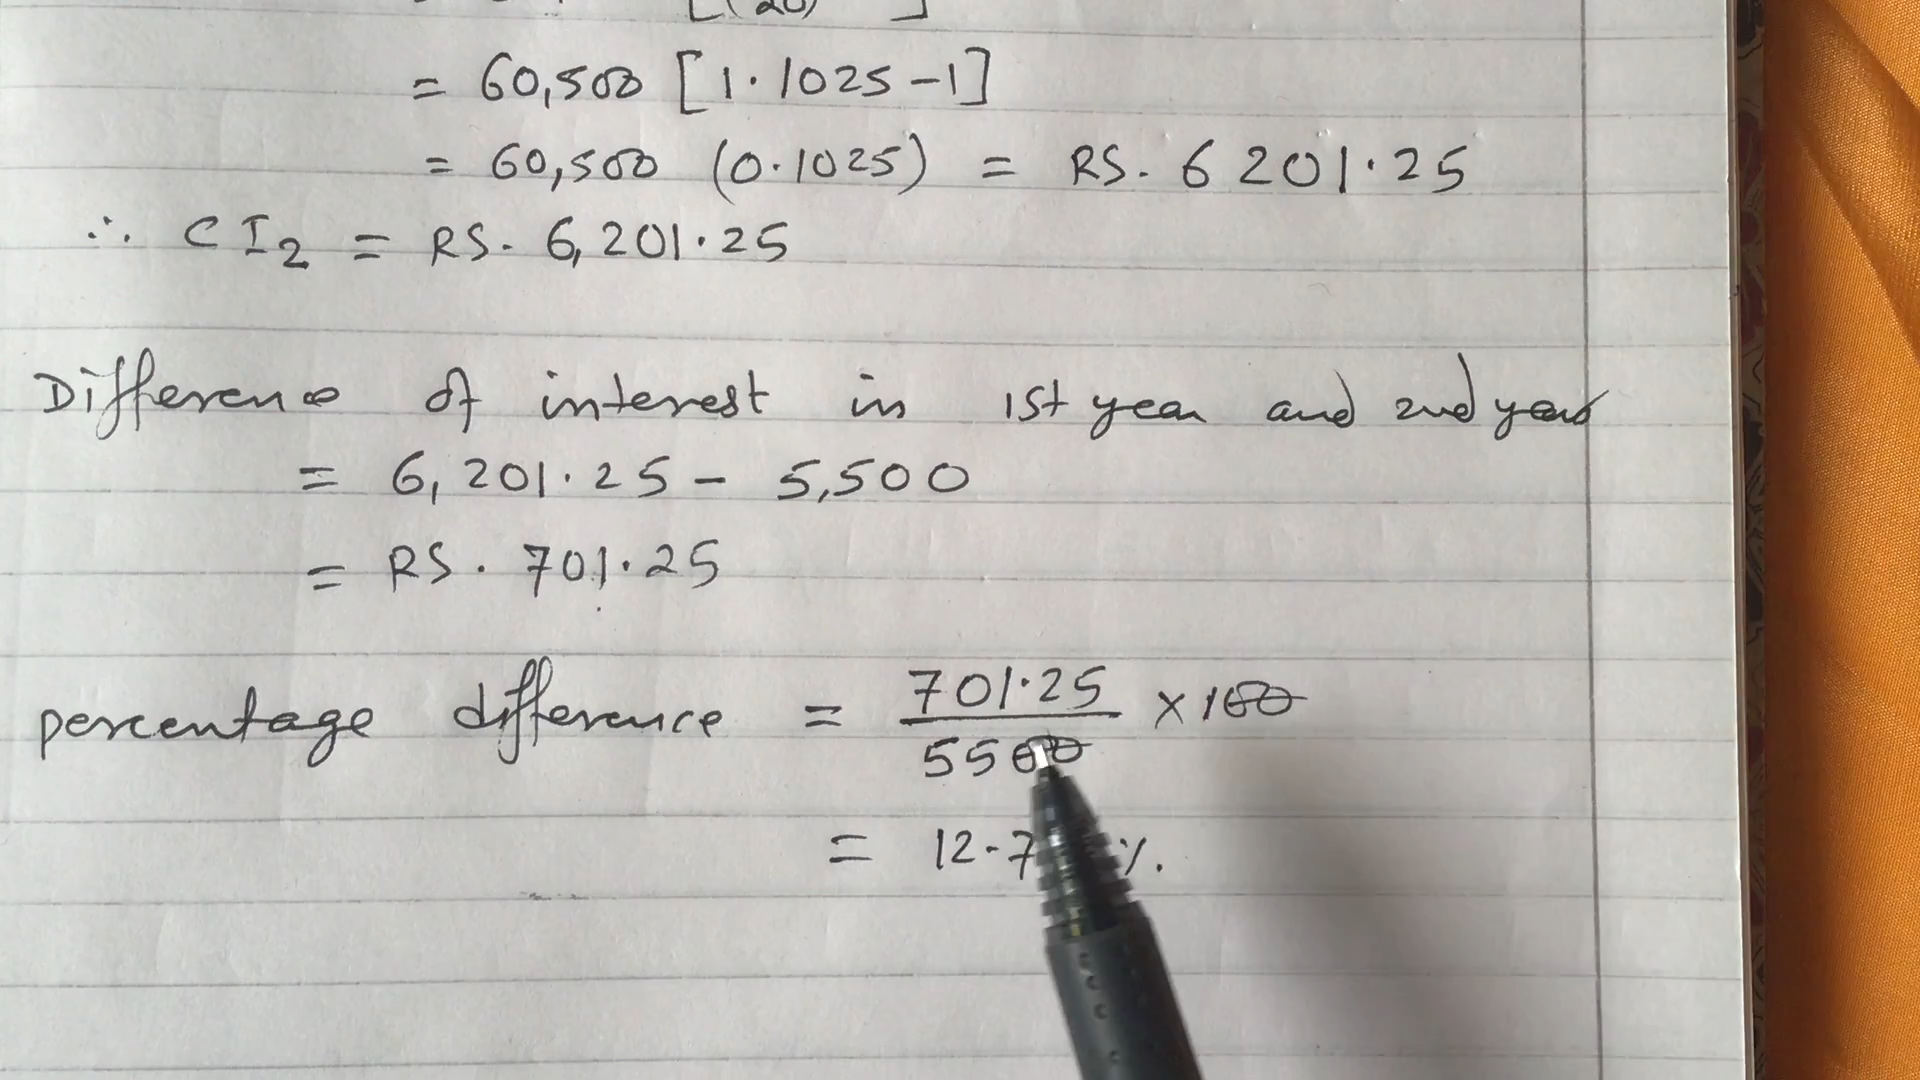 [(20)]
= 60,500 [1.1025-1]
= 60,500 (0.1025) = RS. 6201.25
∴ CI₂ = RS. 6,201.25
Difference of interest in 1st year and 2nd year
= 6,201.25 - 5,500
= RS. 701.25
percentage difference = 701.25/5500 × 100
= 12.7 %.